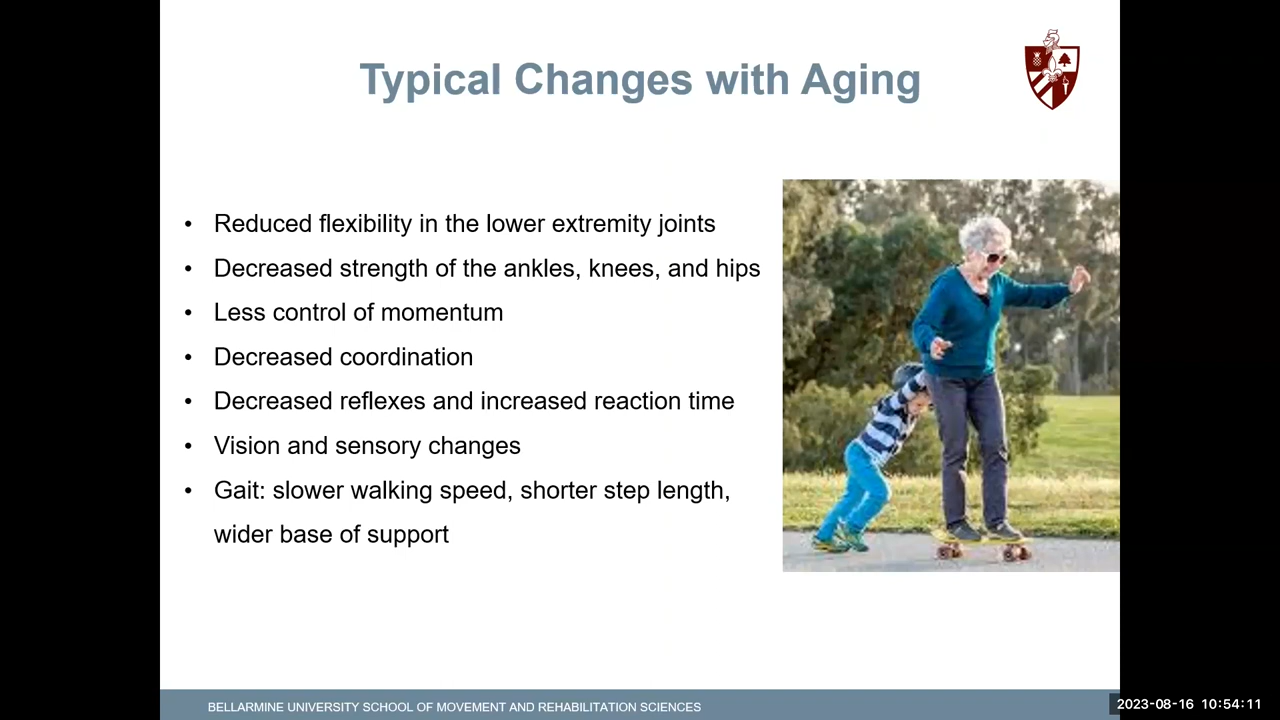 Typical Changes with Aging
• Reduced flexibility in the lower extremity joints
• Decreased strength of the ankles, knees, and hips
• Less control of momentum
• Decreased coordination
• Decreased reflexes and increased reaction time
• Vision and sensory changes
• Gait: slower walking speed, shorter step length,
wider base of support
BELLARMINE UNIVERSITY SCHOOL OF MOVEMENT AND REHABILITATION SCIENCES
2023-08-16 10:54:11